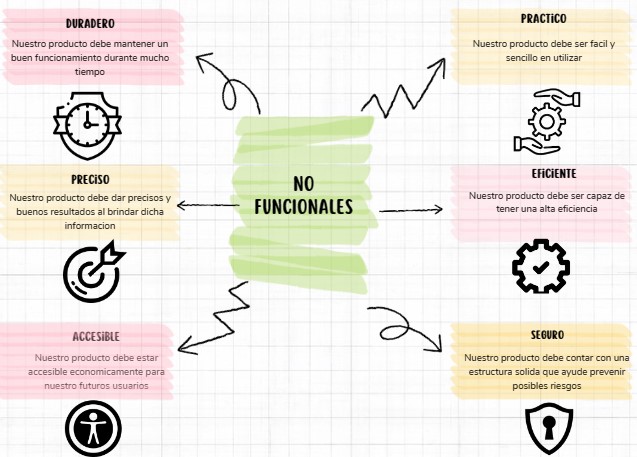 DURADERO
Nuestro producto debe mantener un
buen funcionamiento durante mucho
tiempo
PRACTICO
Nuestro producto debe ser facil y
sencillo en utilizar
PRECISO
Nuestro producto debe dar precisos y
buenos resultados al brindar dicha
informacion
NO
FUNCIONALES
EFICIENTE
Nuestro producto debe ser capaz de
tener una alta eficiencia
ACCESIBLE
Nuestro producto debe estar
accesible economicamente para
nuestro futuros usuarios
SEGURO
Nuestro producto debe contar con una
estructura solida que ayude prevenir
posibles riesgos